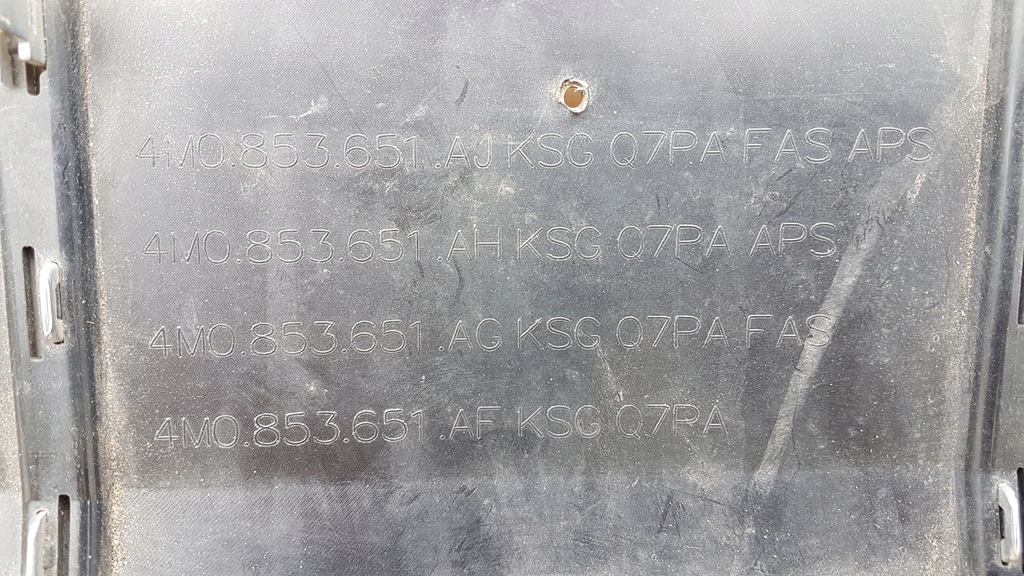 4M0.853.651.AJ KSG Q7PA FAS APS
4M0.853.651.AH KSG Q7PA APS
4M0.853.651.AG KSG Q7PA FAS
4M0.853.651.AF KSG Q7PA